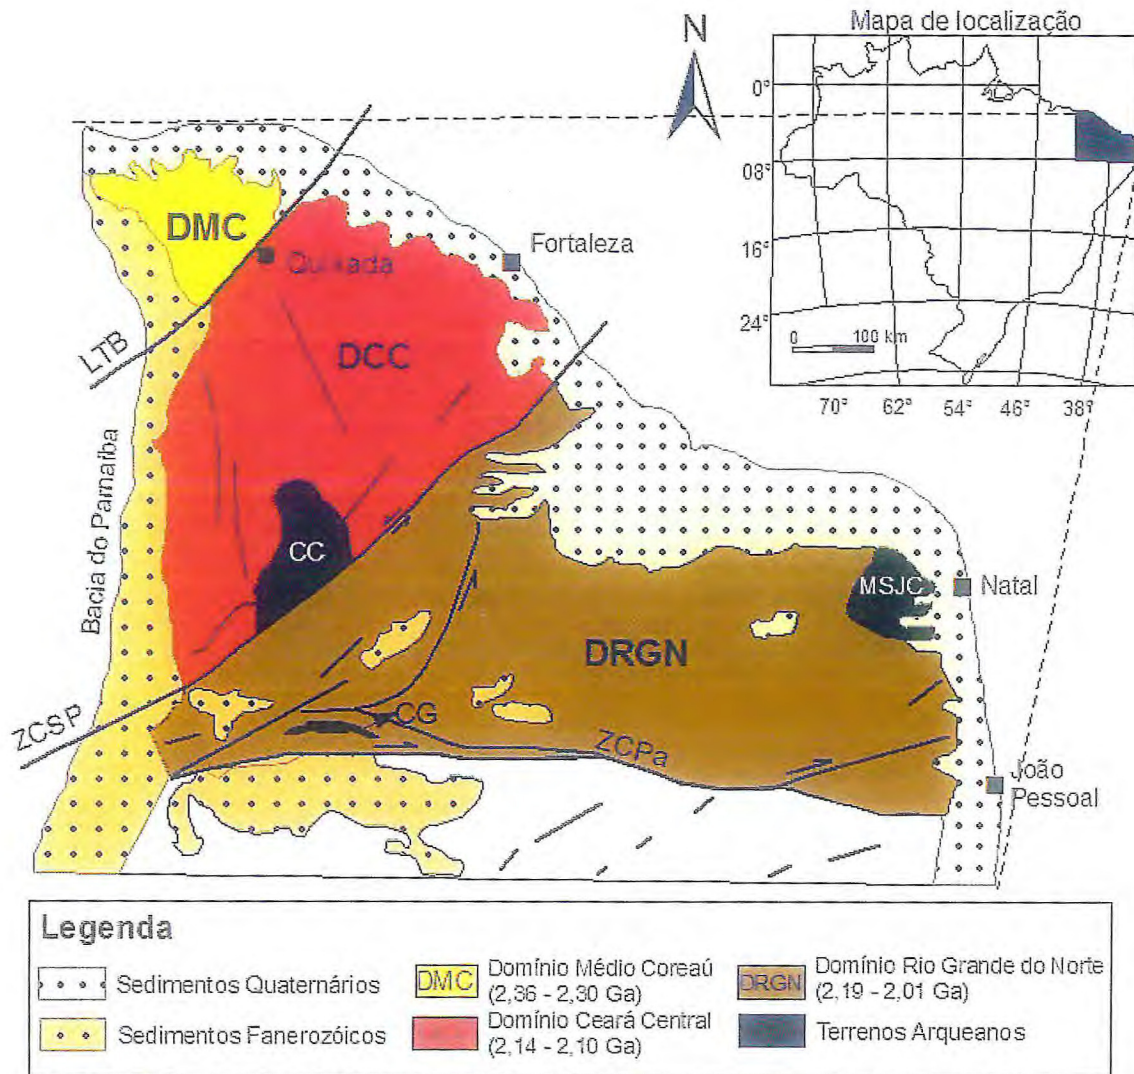 Mapa de localização
N
0°
08°
16°
24°
0 100 km
70° 62° 54° 46° 38°
DMC
Fortaleza
Quixadá
LTB
DCC
Bacia do Parnaíba
CC
MSJC
Natal
DRGN
ZCSP
CG
ZCPa
João
Pessoal
Legenda
Sedimentos Quaternários
Sedimentos Fanerozóicos
DMC
Domínio Médio Coreaú
(2,36 - 2,30 Ga)
Domínio Ceará Central
(2,14 - 2,10 Ga)
DRGN
Domínio Rio Grande do Norte
(2,19 - 2,01 Ga)
Terrenos Arqueanos